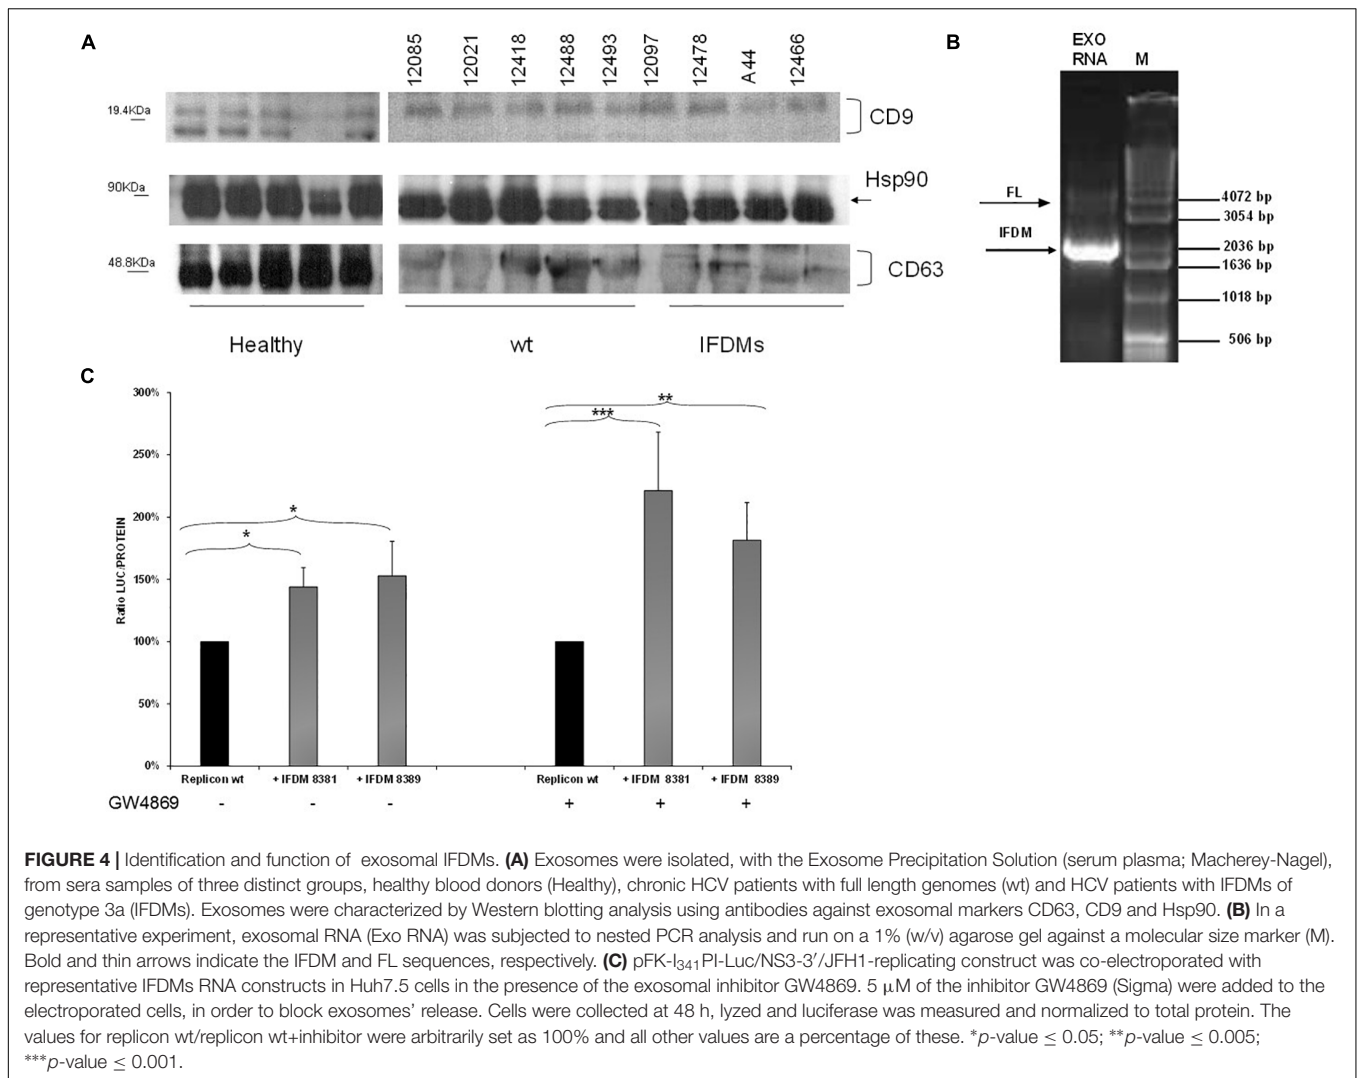 A
12085
12021
12418
12488
12493
12097
12478
A44
12466
19.4KDa
CD9
90KDa
Hsp90
48.8KDa
CD63
Healthy
wt
IFDMs
B
EXO
RNA
M
FL
IFDM
4072 bp
3054 bp
2036 bp
1636 bp
1018 bp
506 bp
C
Ratio LUC/PROTEIN
300%
250%
200%
150%
100%
50%
0%
*
*
***
**
Replicon wt
+ IFDM 8381
+ IFDM 8389
Replicon wt
+ IFDM 8381
+ IFDM 8389
GW4869 - - - + + +
FIGURE 4 | Identification and function of exosomal IFDMs. (A) Exosomes were isolated, with the Exosome Precipitation Solution (serum plasma; Macherey-Nagel),
from sera samples of three distinct groups, healthy blood donors (Healthy), chronic HCV patients with full length genomes (wt) and HCV patients with IFDMs of
genotype 3a (IFDMs). Exosomes were characterized by Western blotting analysis using antibodies against exosomal markers CD63, CD9 and Hsp90. (B) In a
representative experiment, exosomal RNA (Exo RNA) was subjected to nested PCR analysis and run on a 1% (w/v) agarose gel against a molecular size marker (M).
Bold and thin arrows indicate the IFDM and FL sequences, respectively. (C) pFK-I341PI-Luc/NS3-3′/JFH1-replicating construct was co-electroporated with
representative IFDMs RNA constructs in Huh7.5 cells in the presence of the exosomal inhibitor GW4869. 5 μM of the inhibitor GW4869 (Sigma) were added to the
electroporated cells, in order to block exosomes' release. Cells were collected at 48 h, lyzed and luciferase was measured and normalized to total protein. The
values for replicon wt/replicon wt+inhibitor were arbitrarily set as 100% and all other values are a percentage of these. *p-value ≤ 0.05; **p-value ≤ 0.005;
***p-value ≤ 0.001.